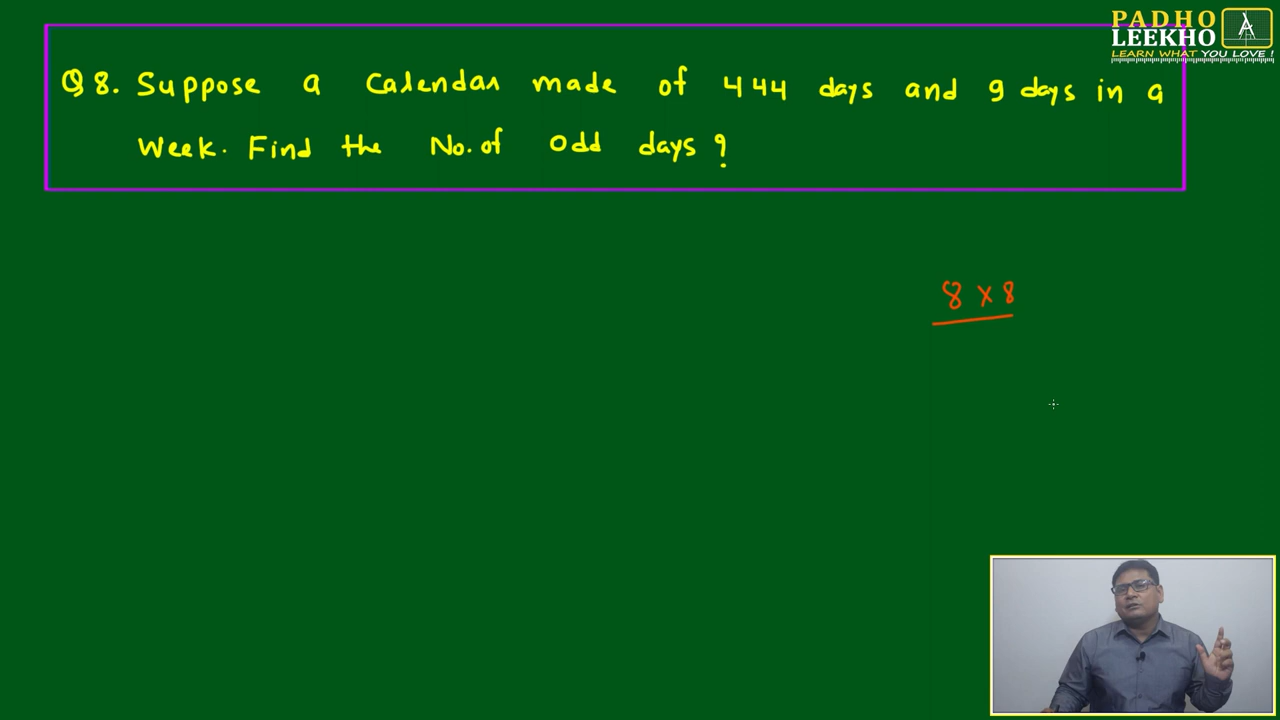 PADHO
LEEKHO
LEARN WHAT YOU LOVE !
Q 8. Suppose a Calendar made of 444 days and 9 days in a
Week. Find the No. of Odd days ?
8 x 8